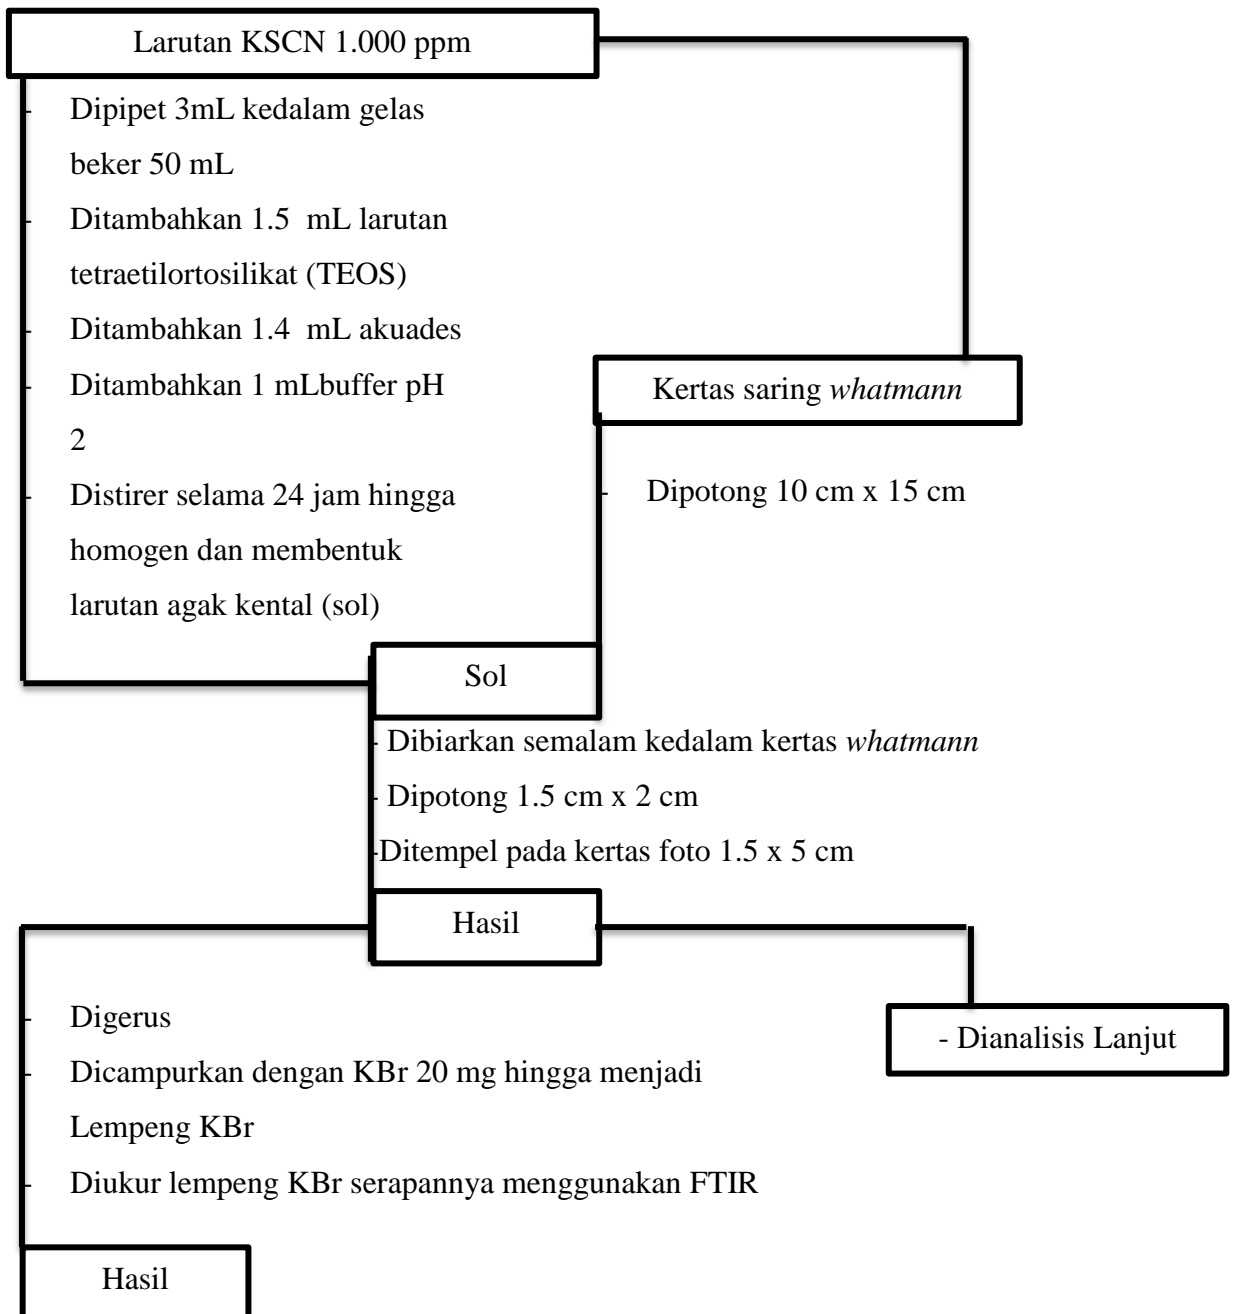 Larutan KSCN 1.000 ppm
- Dipipet 3mL kedalam gelas
beker 50 mL
- Ditambahkan 1.5 mL larutan
tetraetilortosilikat (TEOS)
- Ditambahkan 1.4 mL akuades
- Ditambahkan 1 mLbuffer pH
2
- Distirer selama 24 jam hingga
homogen dan membentuk
larutan agak kental (sol)
Kertas saring whatmann
- Dipotong 10 cm x 15 cm
Sol
- Dibiarkan semalam kedalam kertas whatmann
- Dipotong 1.5 cm x 2 cm
-Ditempel pada kertas foto 1.5 x 5 cm
Hasil
- Digerus
- Dicampurkan dengan KBr 20 mg hingga menjadi
Lempeng KBr
- Diukur lempeng KBr serapannya menggunakan FTIR
- Dianalisis Lanjut
Hasil